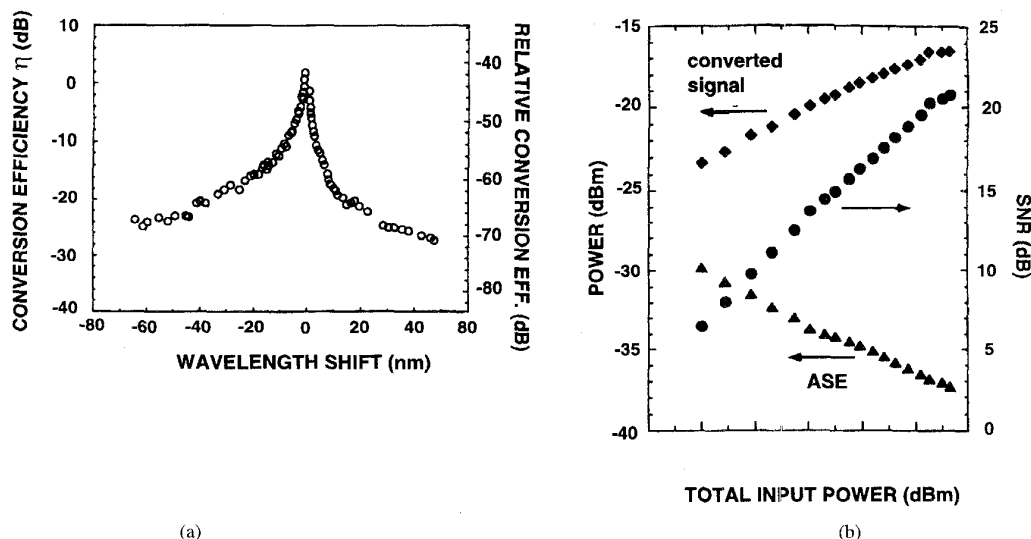 CONVERSION EFFICIENCY η (dB)
10
0
-10
-20
-30
-40
-80
-60
-40
-20
0
20
40
60
80
WAVELENGTH SHIFT (nm)
-40
-50
-60
-70
-80
RELATIVE CONVERSION EFF. (dB)
(a)
POWER (dBm)
-15
-20
-25
-30
-35
-40
converted
signal
ASE
25
20
15
10
5
0
SNR (dB)
TOTAL INPUT POWER (dBm)
(b)